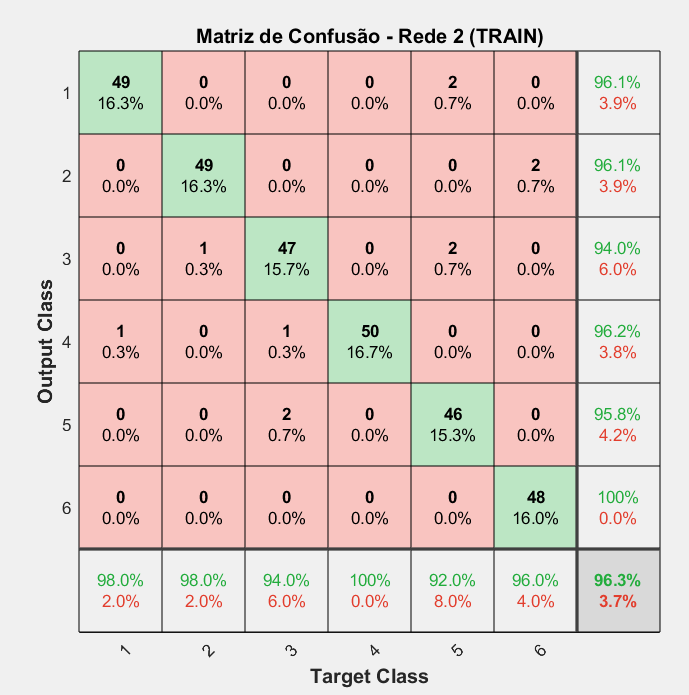 Matriz de Confusão - Rede 2 (TRAIN)
Output Class
1
49 0 0 0 2 0 96.1%
16.3% 0.0% 0.0% 0.0% 0.7% 0.0% 3.9%
2
0 49 0 0 0 2 96.1%
0.0% 16.3% 0.0% 0.0% 0.0% 0.7% 3.9%
3
0 1 47 0 2 0 94.0%
0.0% 0.3% 15.7% 0.0% 0.7% 0.0% 6.0%
4
1 0 1 50 0 0 96.2%
0.3% 0.0% 0.3% 16.7% 0.0% 0.0% 3.8%
5
0 0 2 0 46 0 95.8%
0.0% 0.0% 0.7% 0.0% 15.3% 0.0% 4.2%
6
0 0 0 0 0 48 100%
0.0% 0.0% 0.0% 0.0% 0.0% 16.0% 0.0%
98.0% 98.0% 94.0% 100% 92.0% 96.0% 96.3%
2.0% 2.0% 6.0% 0.0% 8.0% 4.0% 3.7%
1 2 3 4 5 6
Target Class